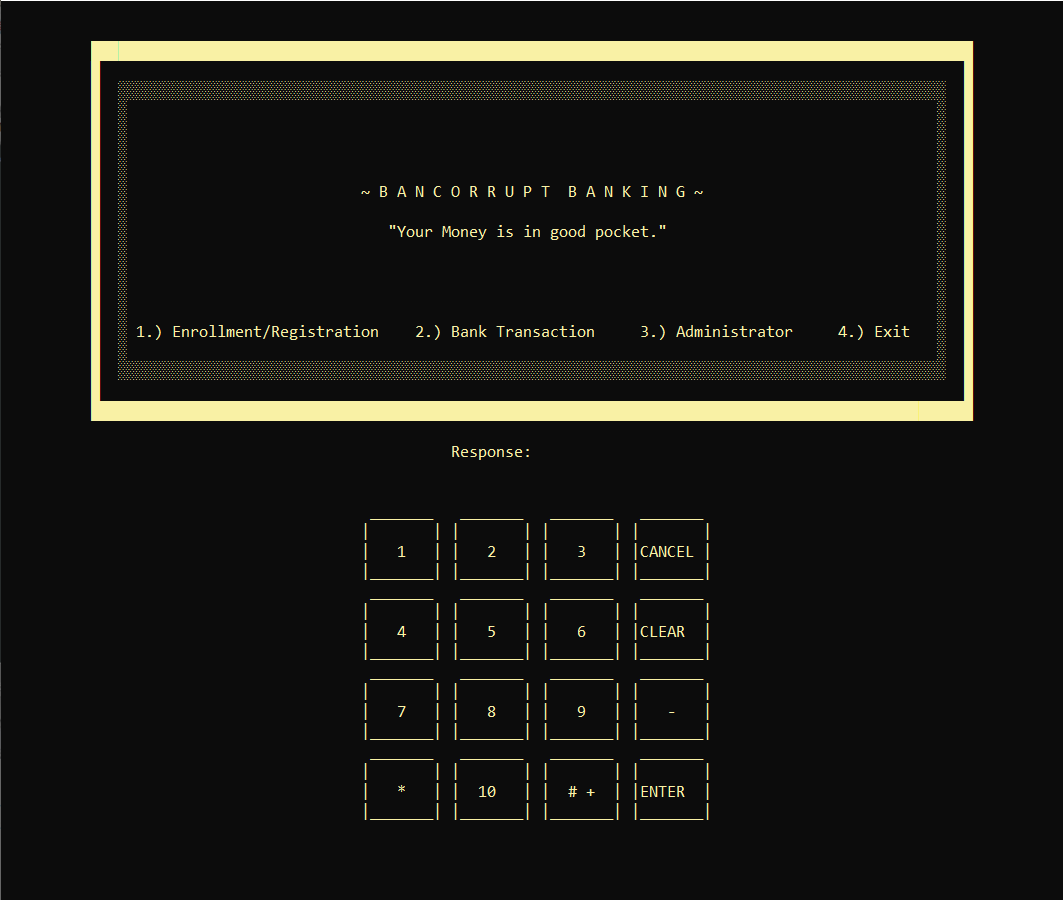 ~ B A N C O R R U P T  B A N K I N G ~
"Your Money is in good pocket."
1.) Enrollment/Registration    2.) Bank Transaction     3.) Administrator     4.) Exit
Response:
1 2 3 CANCEL
4 5 6 CLEAR
7 8 9 -
* 10 # + ENTER